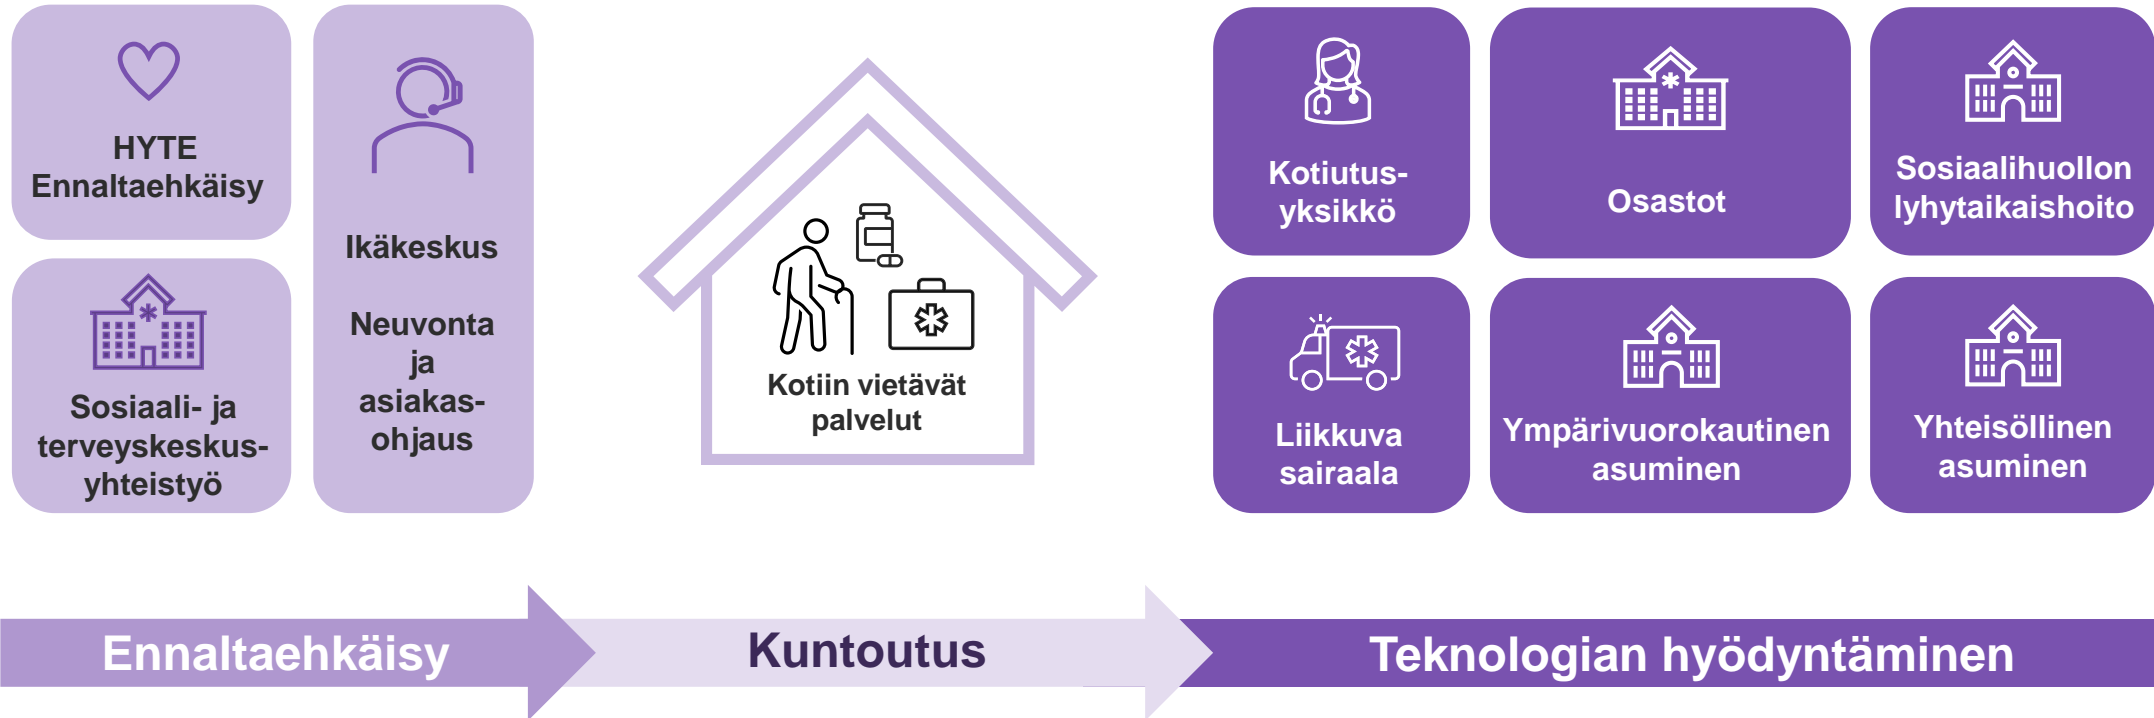 HYTE
Ennaltaehkäisy
Sosiaali- ja
terveyskeskus-
yhteistyö
Ikäkeskus
Neuvonta
ja
asiakas-
ohjaus
Kotiin vietävät
palvelut
Kotiutus-
yksikkö
Osastot
Sosiaalihuollon
lyhytaikaishoito
Liikkuva
sairaala
Ympärivuorokautinen
asuminen
Yhteisöllinen
asuminen
Ennaltaehkäisy
Kuntoutus
Teknologian hyödyntäminen